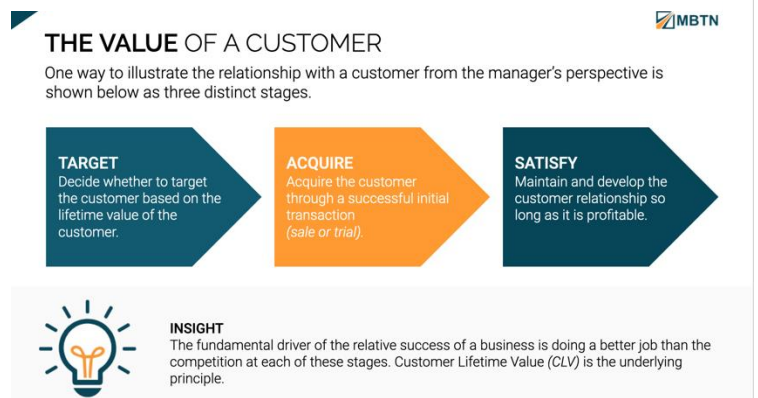 MBTN
THE VALUE OF A CUSTOMER
One way to illustrate the relationship with a customer from the manager's perspective is
shown below as three distinct stages.
TARGET
Decide whether to target
the customer based on the
lifetime value of the
customer.
ACQUIRE
Acquire the customer
through a successful initial
transaction
(sale or trial).
SATISFY
Maintain and develop the
customer relationship so
long as it is profitable.
INSIGHT
The fundamental driver of the relative success of a business is doing a better job than the
competition at each of these stages. Customer Lifetime Value (CLV) is the underlying
principle.